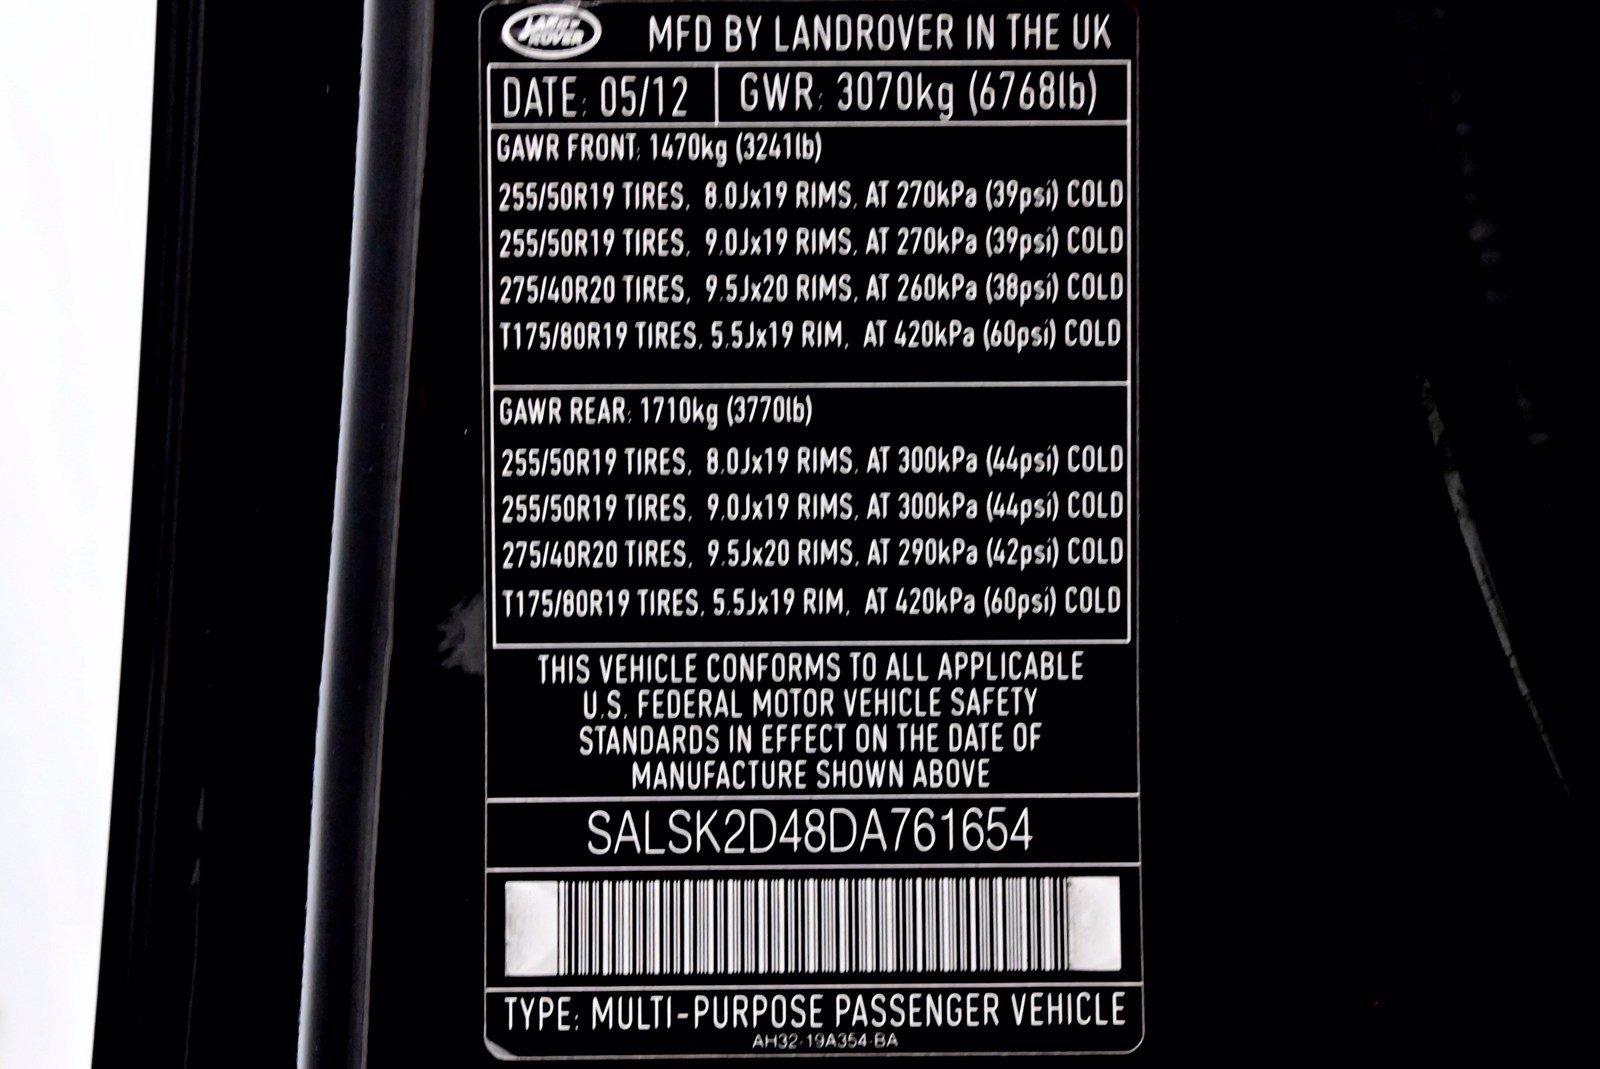 LAND ROVER
MFD BY LANDROVER IN THE UK
DATE: 05/12
GWR: 3070kg (6768lb)
GAWR FRONT: 1470kg (3241lb)
255/50R19 TIRES, 8.0Jx19 RIMS, AT 270kPa (39psi) COLD
255/50R19 TIRES, 9.0Jx19 RIMS, AT 270kPa (39psi) COLD
275/40R20 TIRES, 9.5Jx20 RIMS, AT 260kPa (38psi) COLD
T175/80R19 TIRES, 5.5Jx19 RIM, AT 420kPa (60psi) COLD
GAWR REAR: 1710kg (3770lb)
255/50R19 TIRES, 8.0Jx19 RIMS, AT 300kPa (44psi) COLD
255/50R19 TIRES, 9.0Jx19 RIMS, AT 300kPa (44psi) COLD
275/40R20 TIRES, 9.5Jx20 RIMS, AT 290kPa (42psi) COLD
T175/80R19 TIRES, 5.5Jx19 RIM, AT 420kPa (60psi) COLD
THIS VEHICLE CONFORMS TO ALL APPLICABLE
U.S. FEDERAL MOTOR VEHICLE SAFETY
STANDARDS IN EFFECT ON THE DATE OF
MANUFACTURE SHOWN ABOVE
SALSK2D48DA761654
TYPE: MULTI-PURPOSE PASSENGER VEHICLE
AH32-19A354-BA